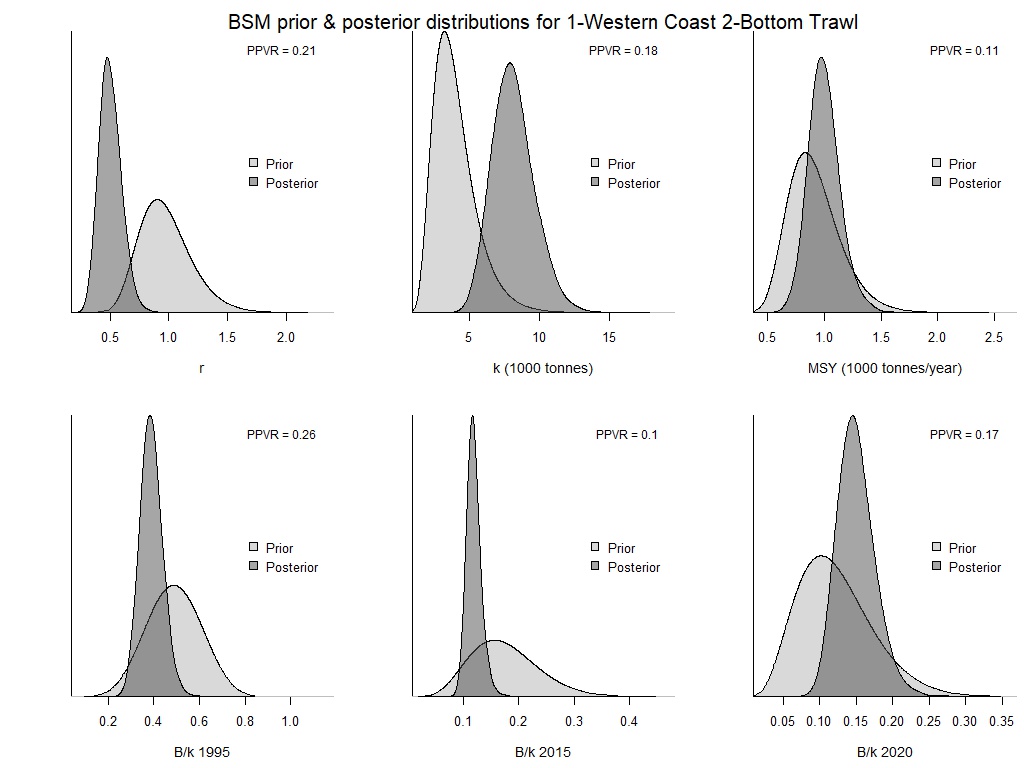 BSM prior & posterior distributions for 1-Western Coast 2-Bottom Trawl
PPVR = 0.21
Prior
Posterior
0.5 1.0 1.5 2.0
r
PPVR = 0.18
Prior
Posterior
5 10 15
k (1000 tonnes)
PPVR = 0.11
Prior
Posterior
0.5 1.0 1.5 2.0 2.5
MSY (1000 tonnes/year)
PPVR = 0.26
Prior
Posterior
0.2 0.4 0.6 0.8 1.0
B/k 1995
PPVR = 0.1
Prior
Posterior
0.1 0.2 0.3 0.4
B/k 2015
PPVR = 0.17
Prior
Posterior
0.05 0.10 0.15 0.20 0.25 0.30 0.35
B/k 2020